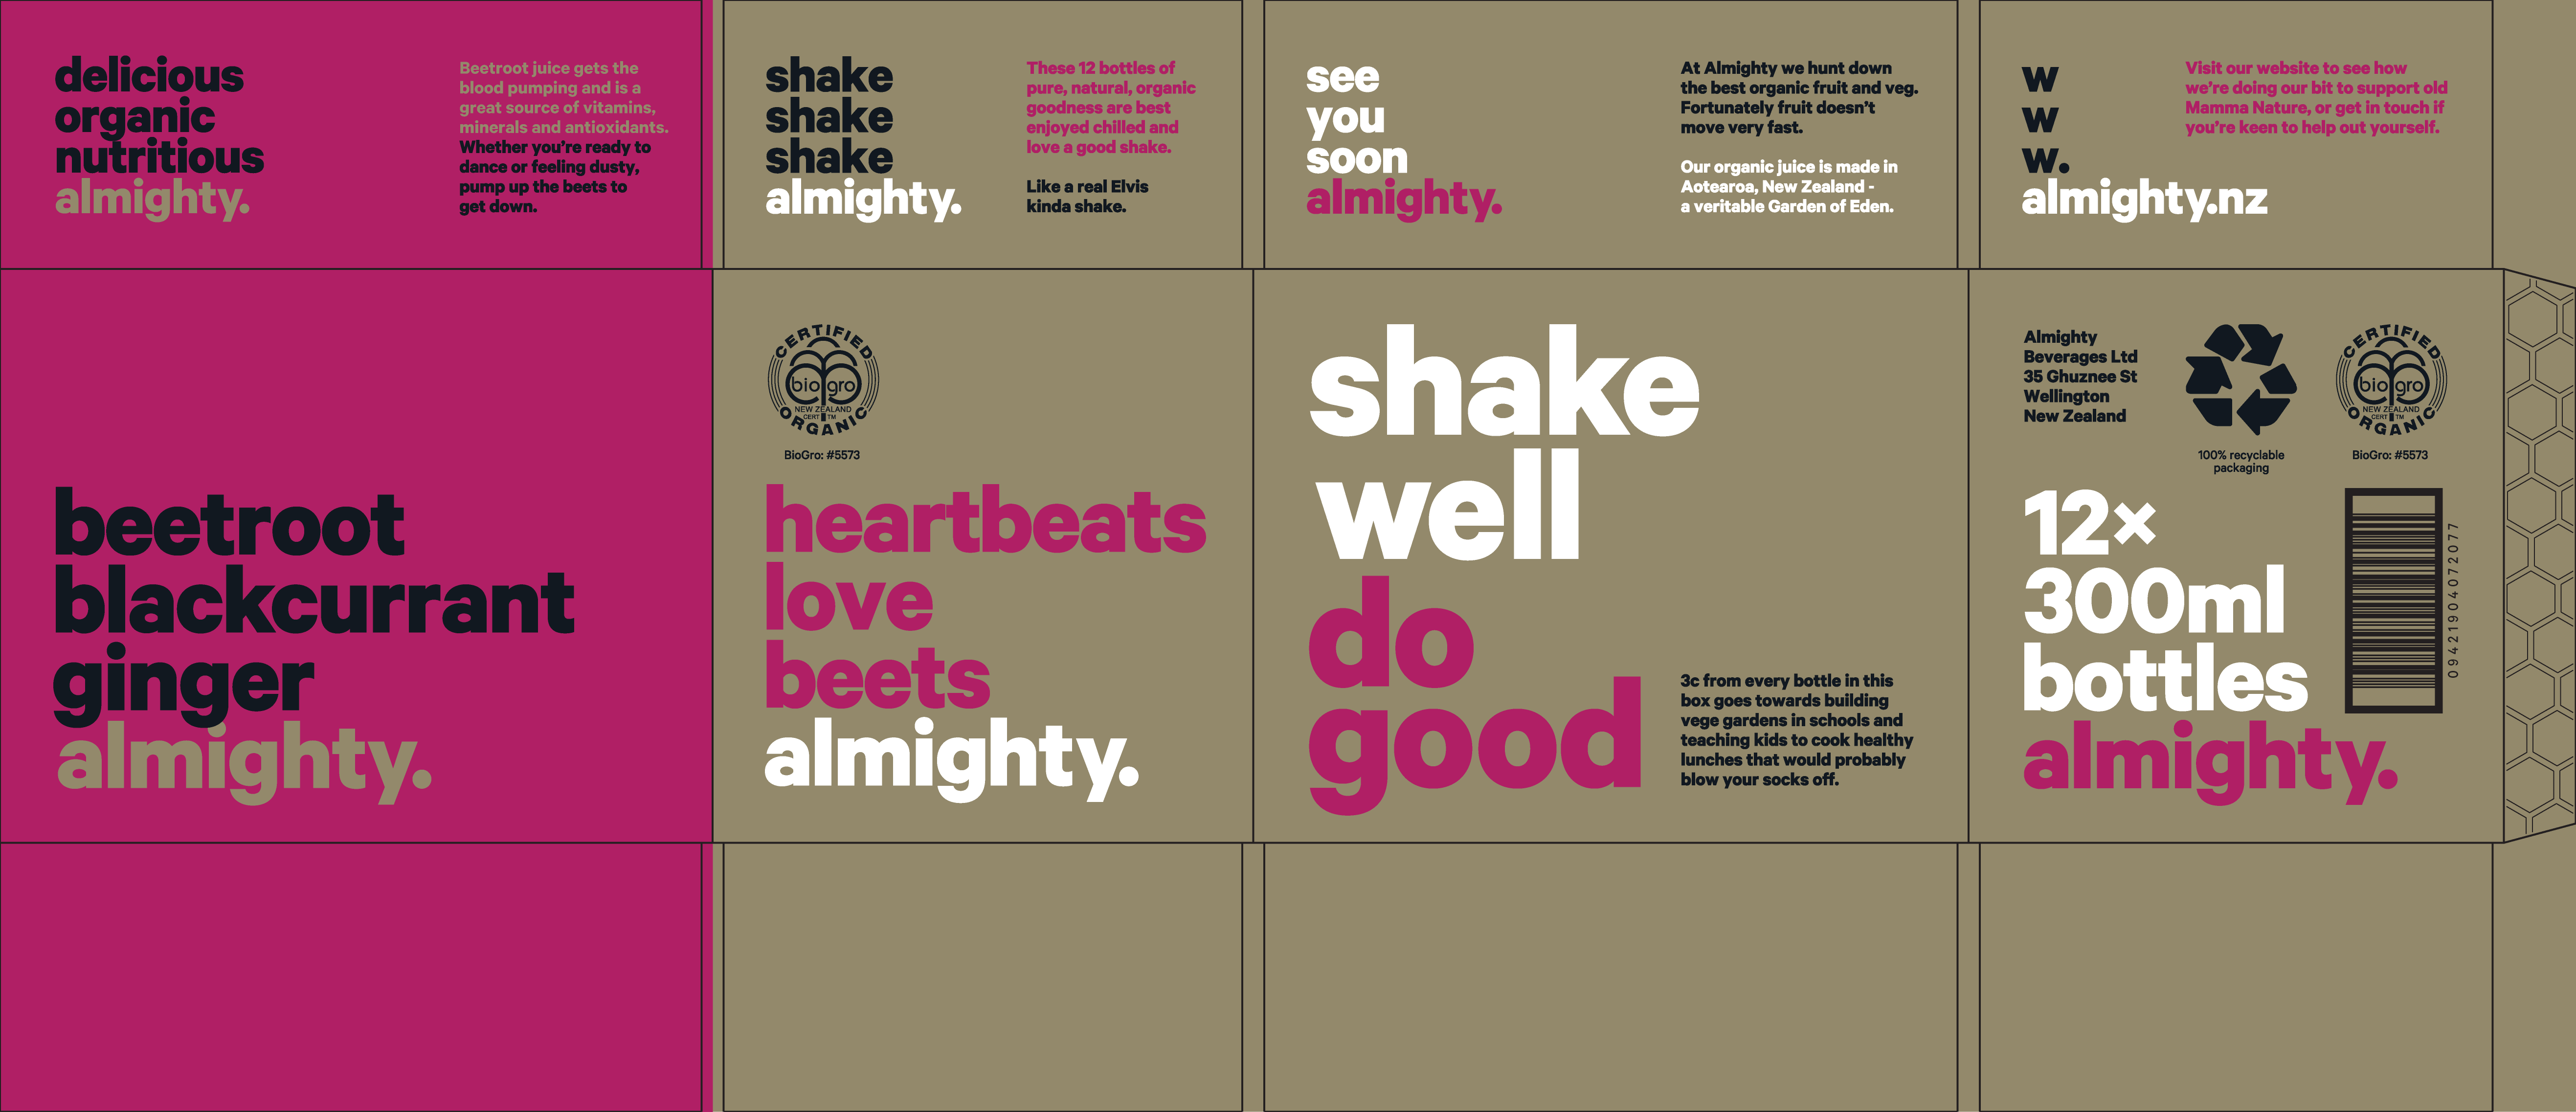 delicious
organic
nutritious
almighty.
Beetroot juice gets the
blood pumping and is a
great source of vitamins,
minerals and antioxidants.
Whether you’re ready to
dance or feeling dusty,
pump up the beets to
get down.
shake
shake
shake
almighty.
These 12 bottles of
pure, natural, organic
goodness are best
enjoyed chilled and
love a good shake.
Like a real Elvis
kinda shake.
see
you
soon
almighty.
At Almighty we hunt down
the best organic fruit and veg.
Fortunately fruit doesn’t
move very fast.
Our organic juice is made in
Aotearoa, New Zealand -
a veritable Garden of Eden.
w
w
w.
almighty.nz
Visit our website to see how
we’re doing our bit to support old
Mamma Nature, or get in touch if
you’re keen to help out yourself.
beetroot
blackcurrant
ginger
almighty.
CERTIFIED
bio gro
NEW ZEALAND
CERT TM
ORGANIC
BioGro: #5573
heartbeats
love
beets
almighty.
shake
well
do
good
3c from every bottle in this
box goes towards building
vege gardens in schools and
teaching kids to cook healthy
lunches that would probably
blow your socks off.
Almighty
Beverages Ltd
35 Ghuznee St
Wellington
New Zealand
100% recyclable
packaging
CERTIFIED
bio gro
NEW ZEALAND
CERT TM
ORGANIC
BioGro: #5573
12×
300ml
bottles
almighty.
09421904072077